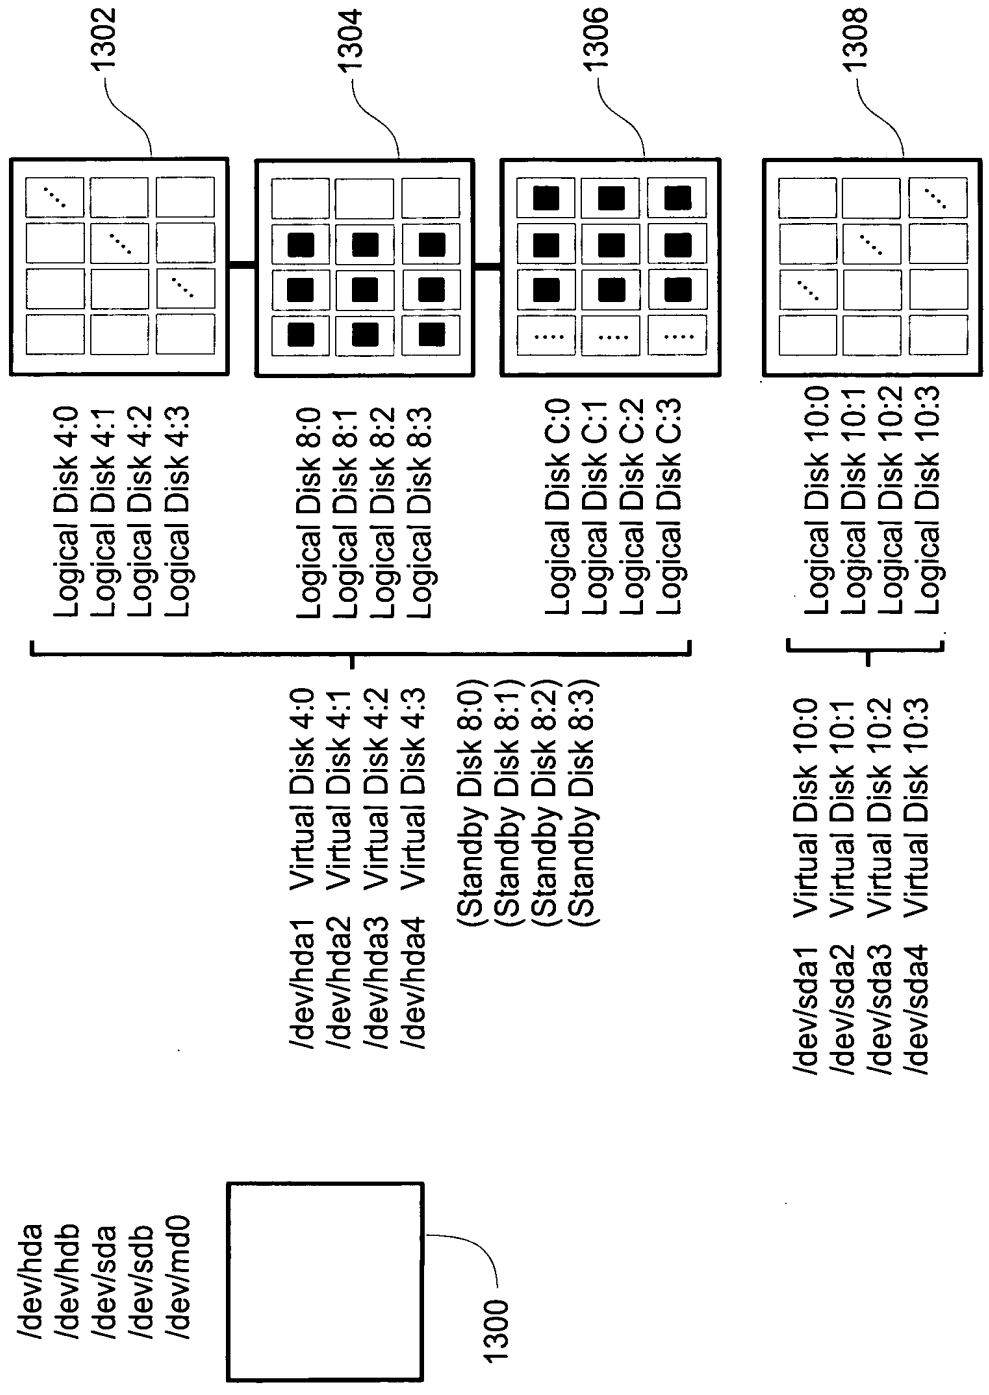 /dev/hda
/dev/hdb
/dev/sda
/dev/sdb
/dev/md0
1300
/dev/hda1 Virtual Disk 4:0
/dev/hda2 Virtual Disk 4:1
/dev/hda3 Virtual Disk 4:2
/dev/hda4 Virtual Disk 4:3
(Standby Disk 8:0)
(Standby Disk 8:1)
(Standby Disk 8:2)
(Standby Disk 8:3)
/dev/sda1 Virtual Disk 10:0
/dev/sda2 Virtual Disk 10:1
/dev/sda3 Virtual Disk 10:2
/dev/sda4 Virtual Disk 10:3
Logical Disk 4:0
Logical Disk 4:1
Logical Disk 4:2
Logical Disk 4:3
1302
Logical Disk 8:0
Logical Disk 8:1
Logical Disk 8:2
Logical Disk 8:3
1304
Logical Disk C:0
Logical Disk C:1
Logical Disk C:2
Logical Disk C:3
1306
Logical Disk 10:0
Logical Disk 10:1
Logical Disk 10:2
Logical Disk 10:3
1308